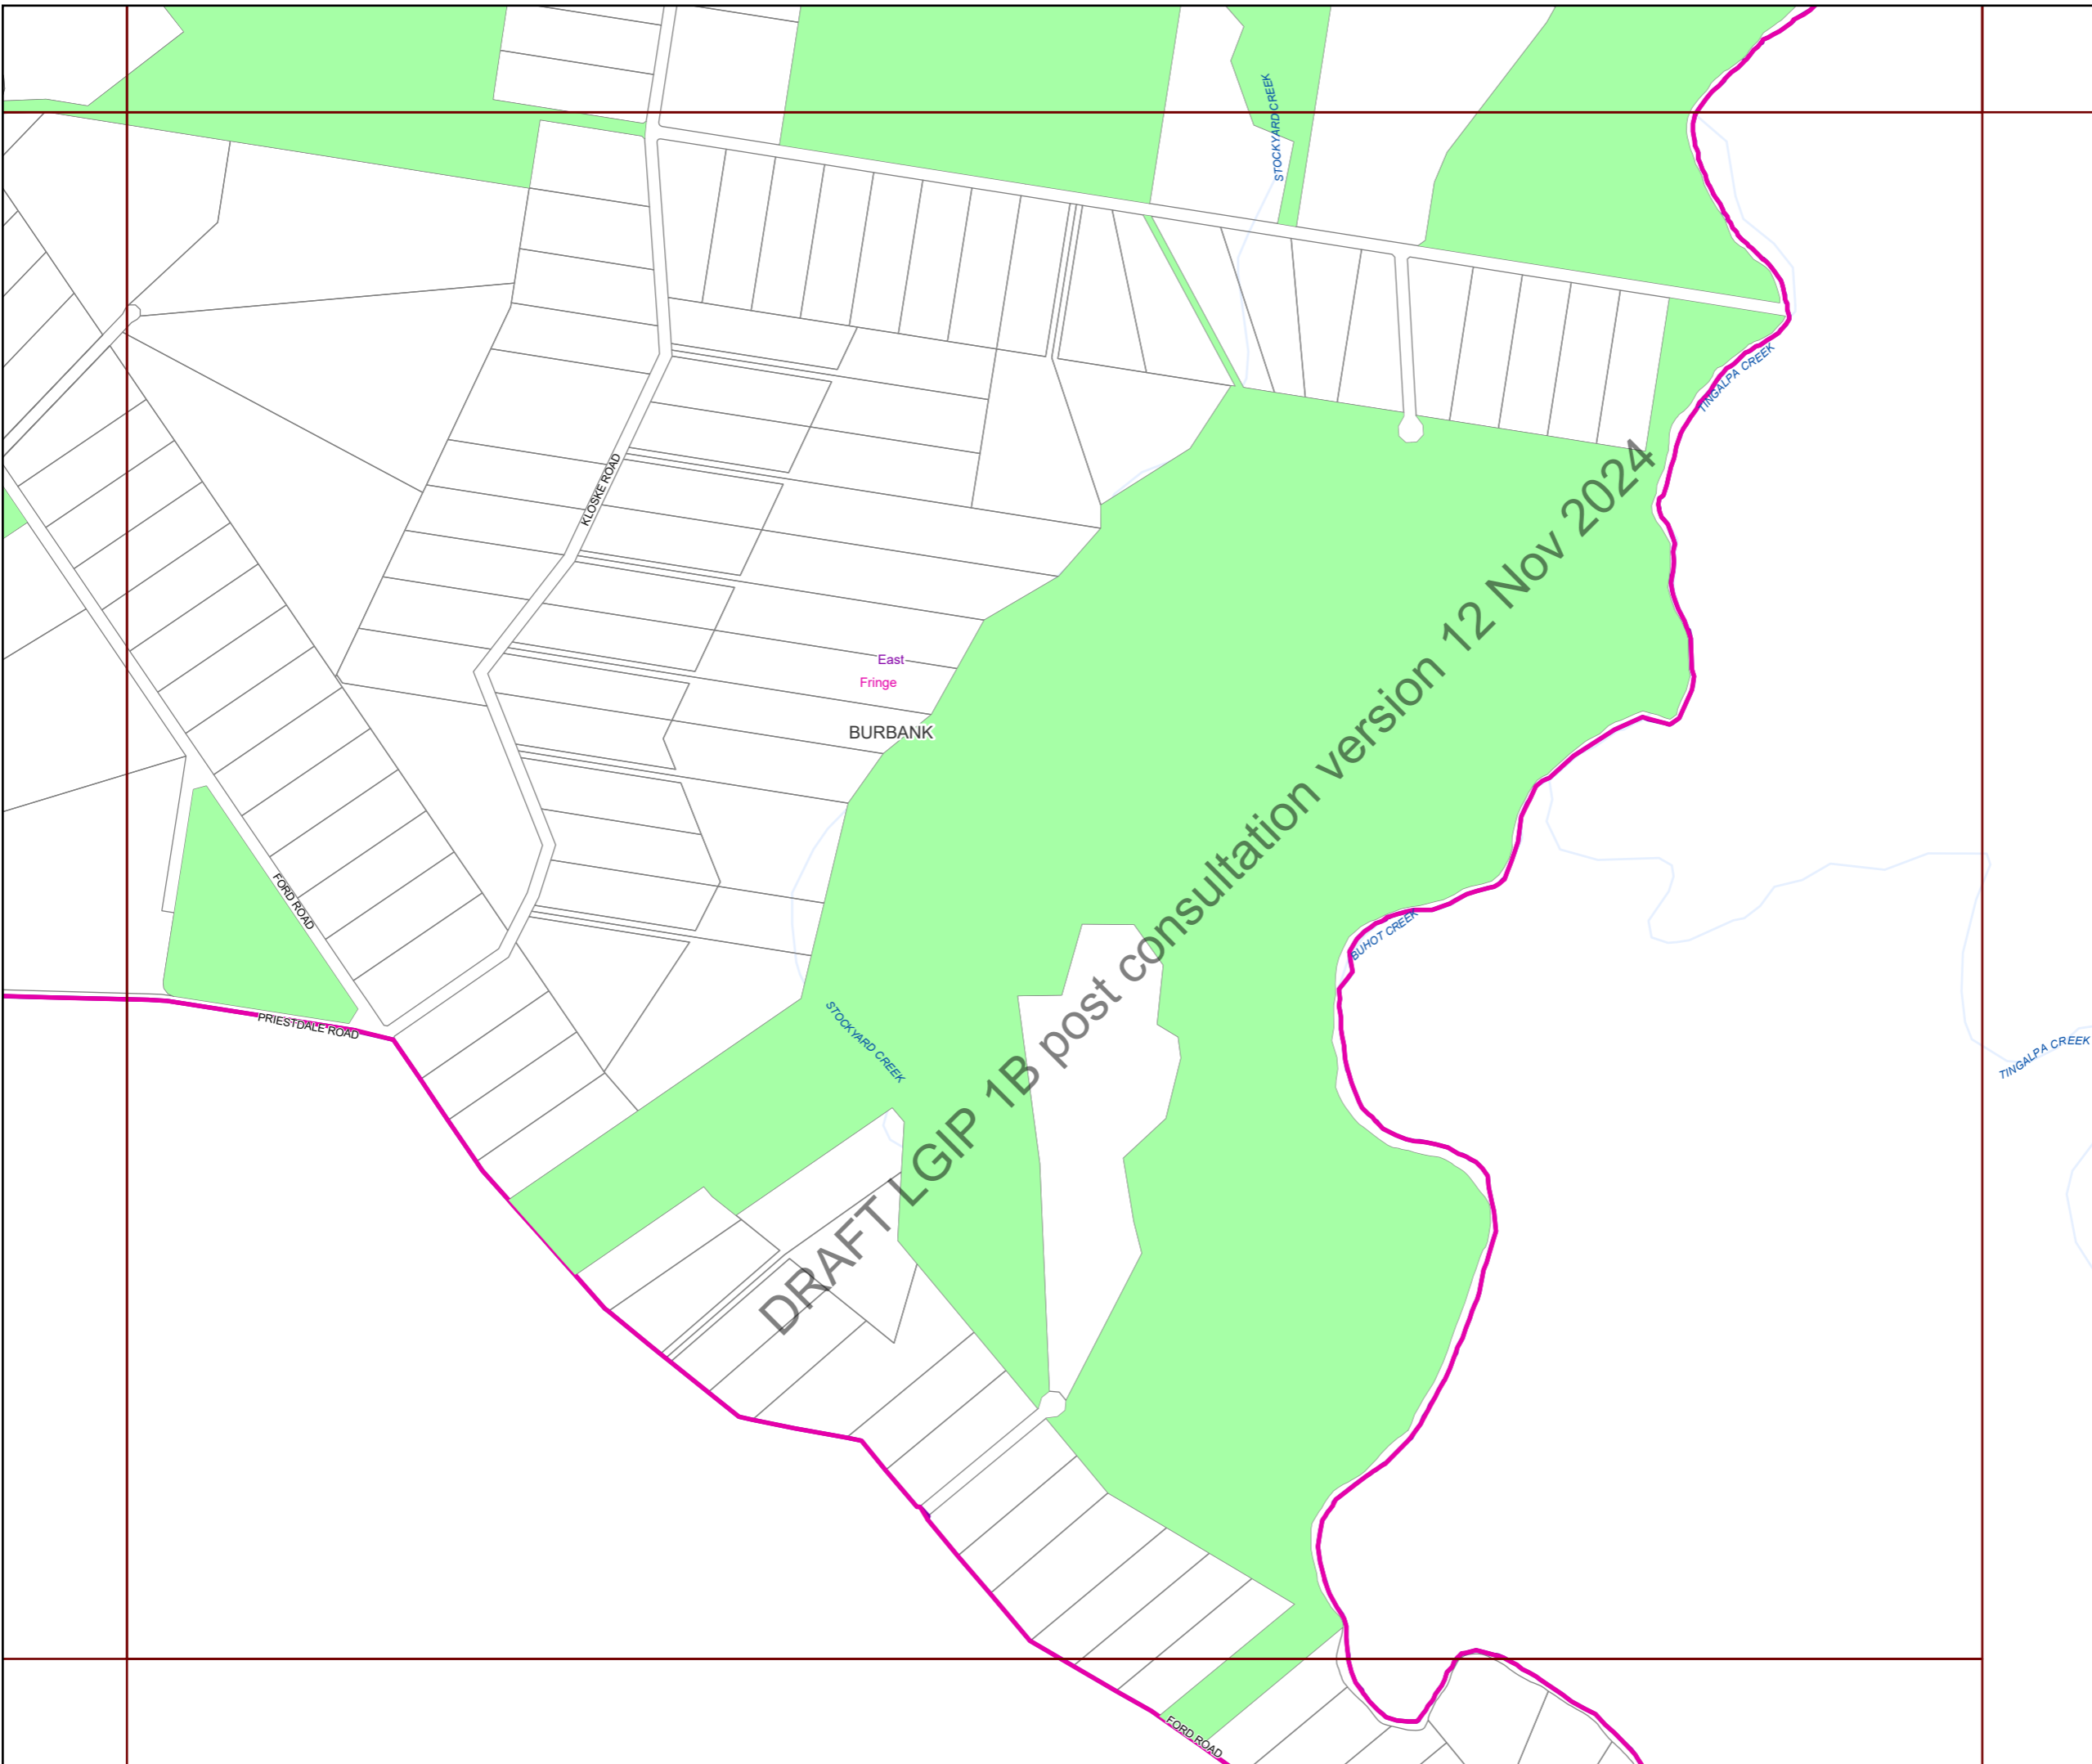 STOCKYARD CREEK
TINGALPA CREEK
KLOSKE ROAD
East
Fringe
BURBANK
FORD ROAD
BUHOT CREEK
PRIESTDALE ROAD
STOCKYARD CREEK
TINGALPA CREEK
DRAFT LGIP 1B post consultation version 12 Nov 2024
FORD ROAD